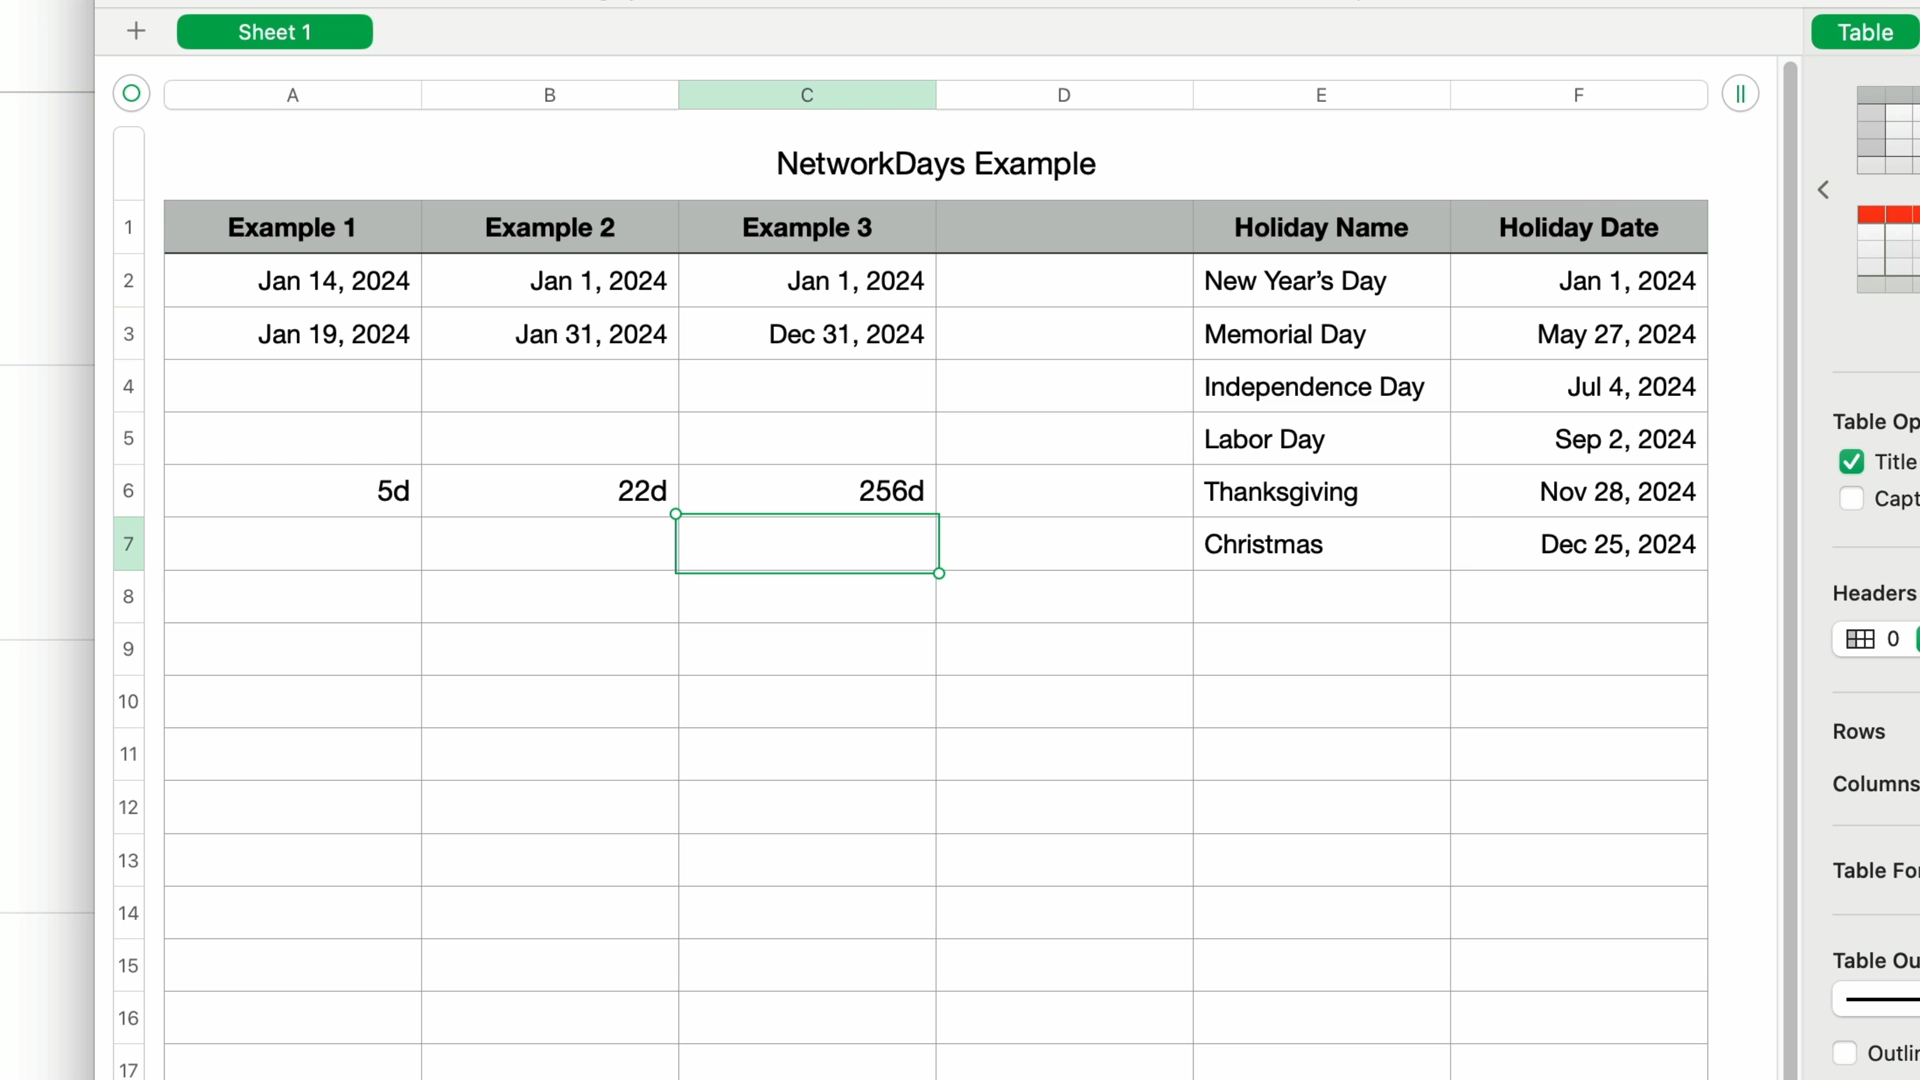 + Sheet 1 Table
A B C D E F
NetworkDays Example
1 Example 1 Example 2 Example 3 Holiday Name Holiday Date
2 Jan 14, 2024 Jan 1, 2024 Jan 1, 2024 New Year’s Day Jan 1, 2024
3 Jan 19, 2024 Jan 31, 2024 Dec 31, 2024 Memorial Day May 27, 2024
4 Independence Day Jul 4, 2024
5 Labor Day Sep 2, 2024
6 5d 22d 256d Thanksgiving Nov 28, 2024
7 Christmas Dec 25, 2024
8
9
10
11
12
13
14
15
16
17
Table Op
Title
Capt
Headers
0
Rows
Columns
Table For
Table Ou
Outlin